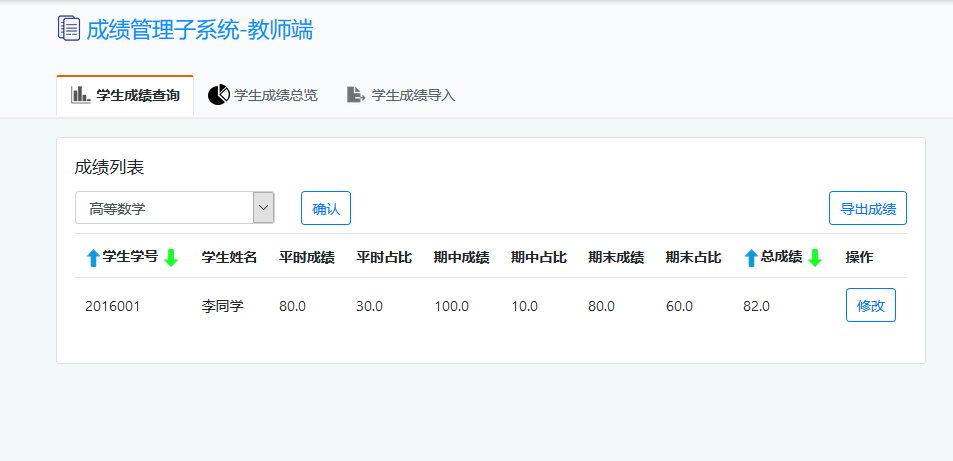 成绩管理子系统-教师端
学生成绩查询 学生成绩总览 学生成绩导入
成绩列表
高等数学 确认 导出成绩
学生学号 学生姓名 平时成绩 平时占比 期中成绩 期中占比 期末成绩 期末占比 总成绩 操作
2016001 李同学 80.0 30.0 100.0 10.0 80.0 60.0 82.0 修改